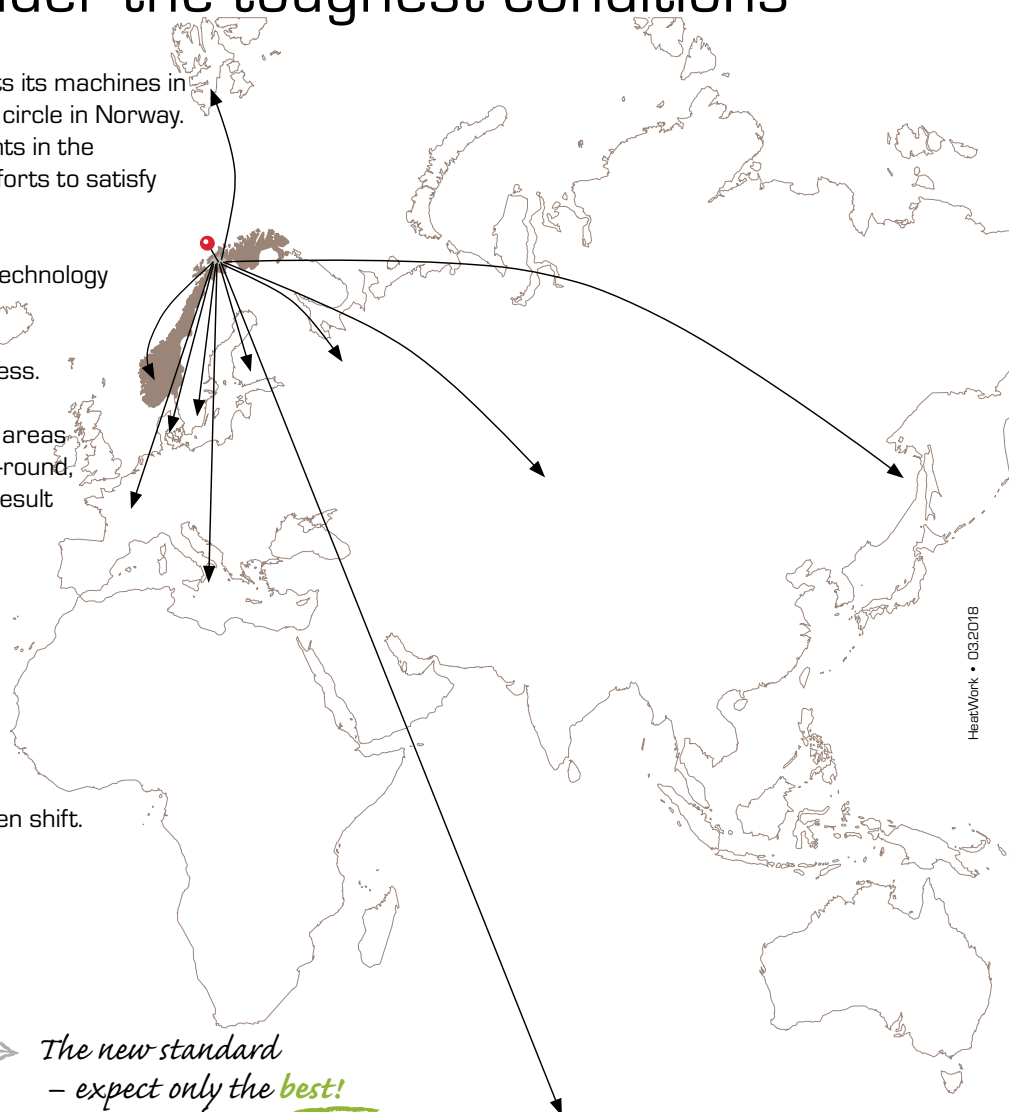 der the toughest conditions
ts its machines in
circle in Norway.
nts in the
forts to satisfy
echnology
ess.
areas
-round,
esult
en shift.
HeatWork • 03.2018
The new standard
– expect only the best!